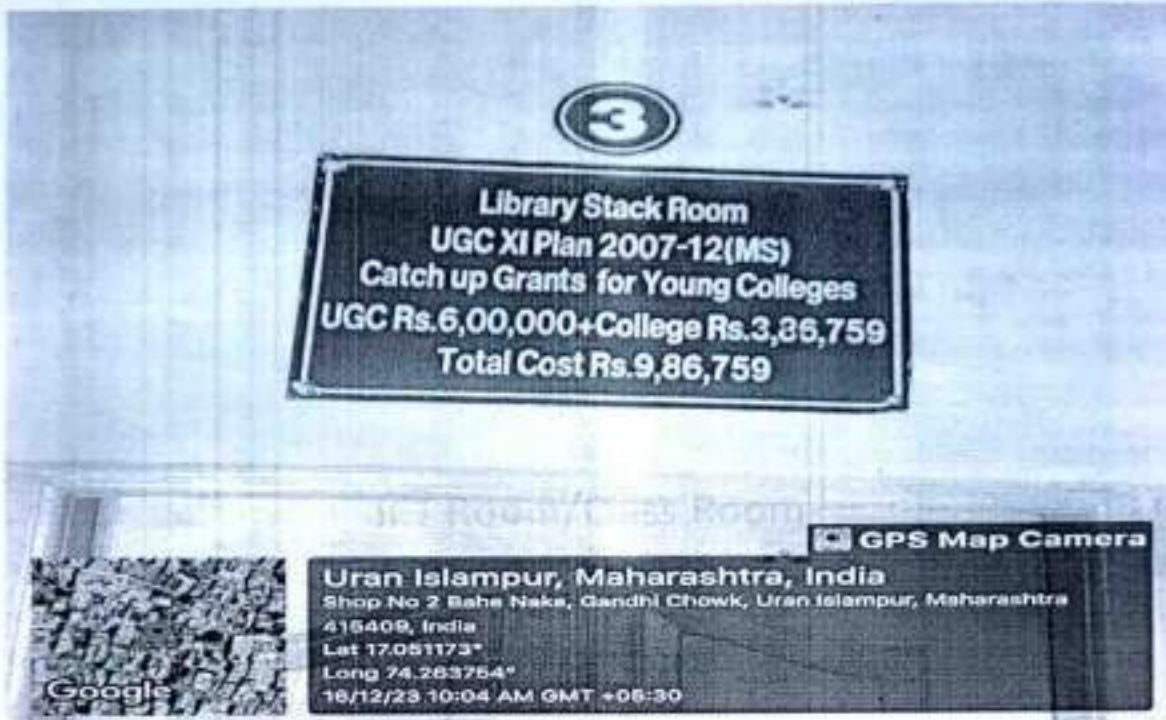 3
Library Stack Room
UGC XI Plan 2007-12(MS)
Catch up Grants for Young Colleges
UGC Rs.6,00,000+College Rs.3,86,759
Total Cost Rs.9,86,759
GPS Map Camera
Uran Islampur, Maharashtra, India
Shop No 2 Bahe Naka, Gandhi Chowk, Uran Islampur, Maharashtra
415409, India
Lat 17.051173°
Long 74.263754°
16/12/23 10:04 AM GMT +05:30
Google